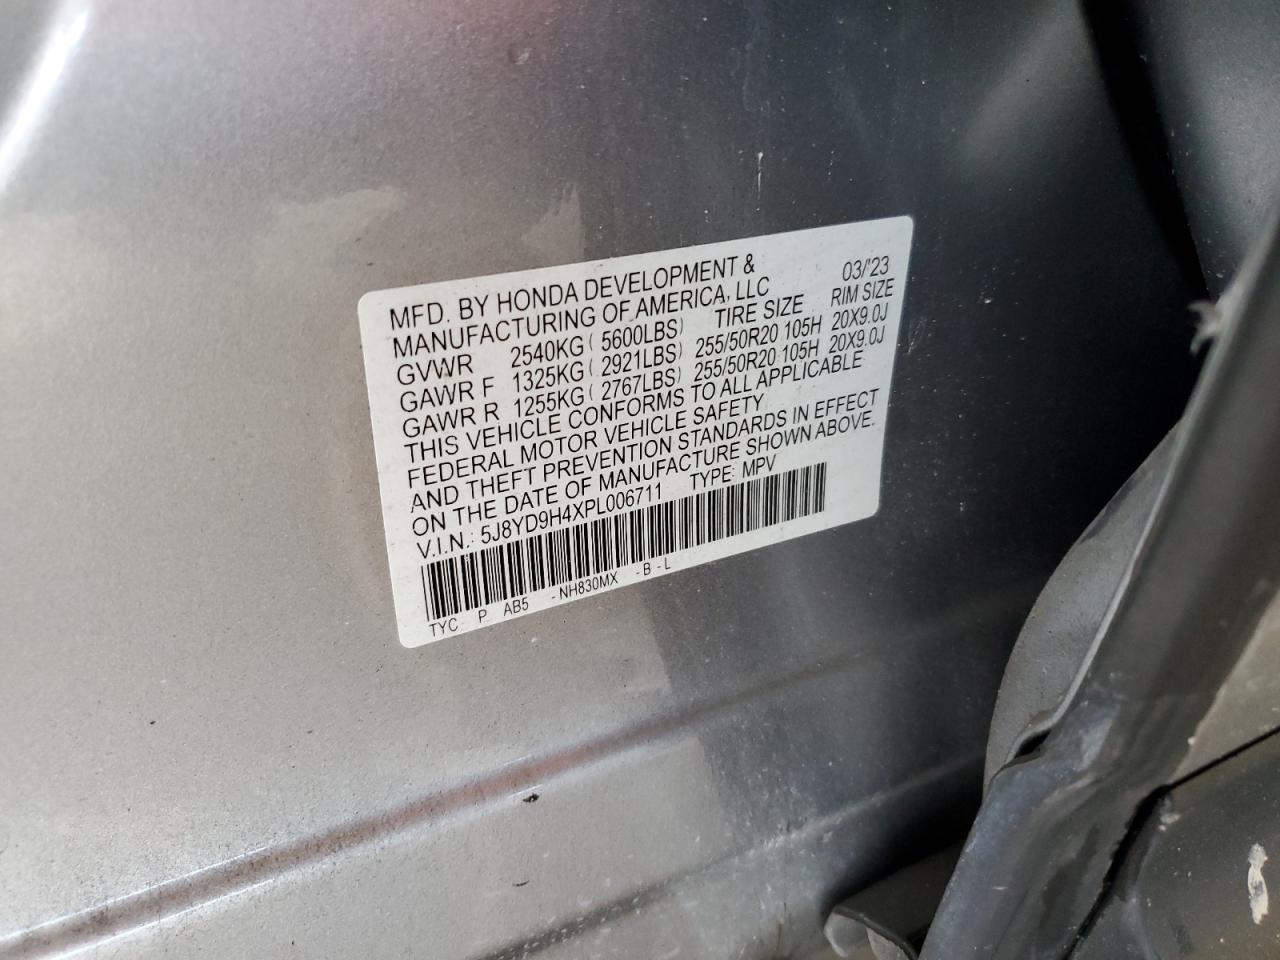 MFD. BY HONDA DEVELOPMENT & 03/'23
MANUFACTURING OF AMERICA, LLC RIM SIZE
GVWR 2540KG( 5600LBS) TIRE SIZE
GAWR F 1325KG( 2921LBS) 255/50R20 105H 20X9.0J
GAWR R 1255KG( 2767LBS) 255/50R20 105H 20X9.0J
THIS VEHICLE CONFORMS TO ALL APPLICABLE
FEDERAL MOTOR VEHICLE SAFETY
AND THEFT PREVENTION STANDARDS IN EFFECT
ON THE DATE OF MANUFACTURE SHOWN ABOVE.
V.I.N.: 5J8YD9H4XPL006711 TYPE: MPV
TYC P AB5 -NH830MX -B -L